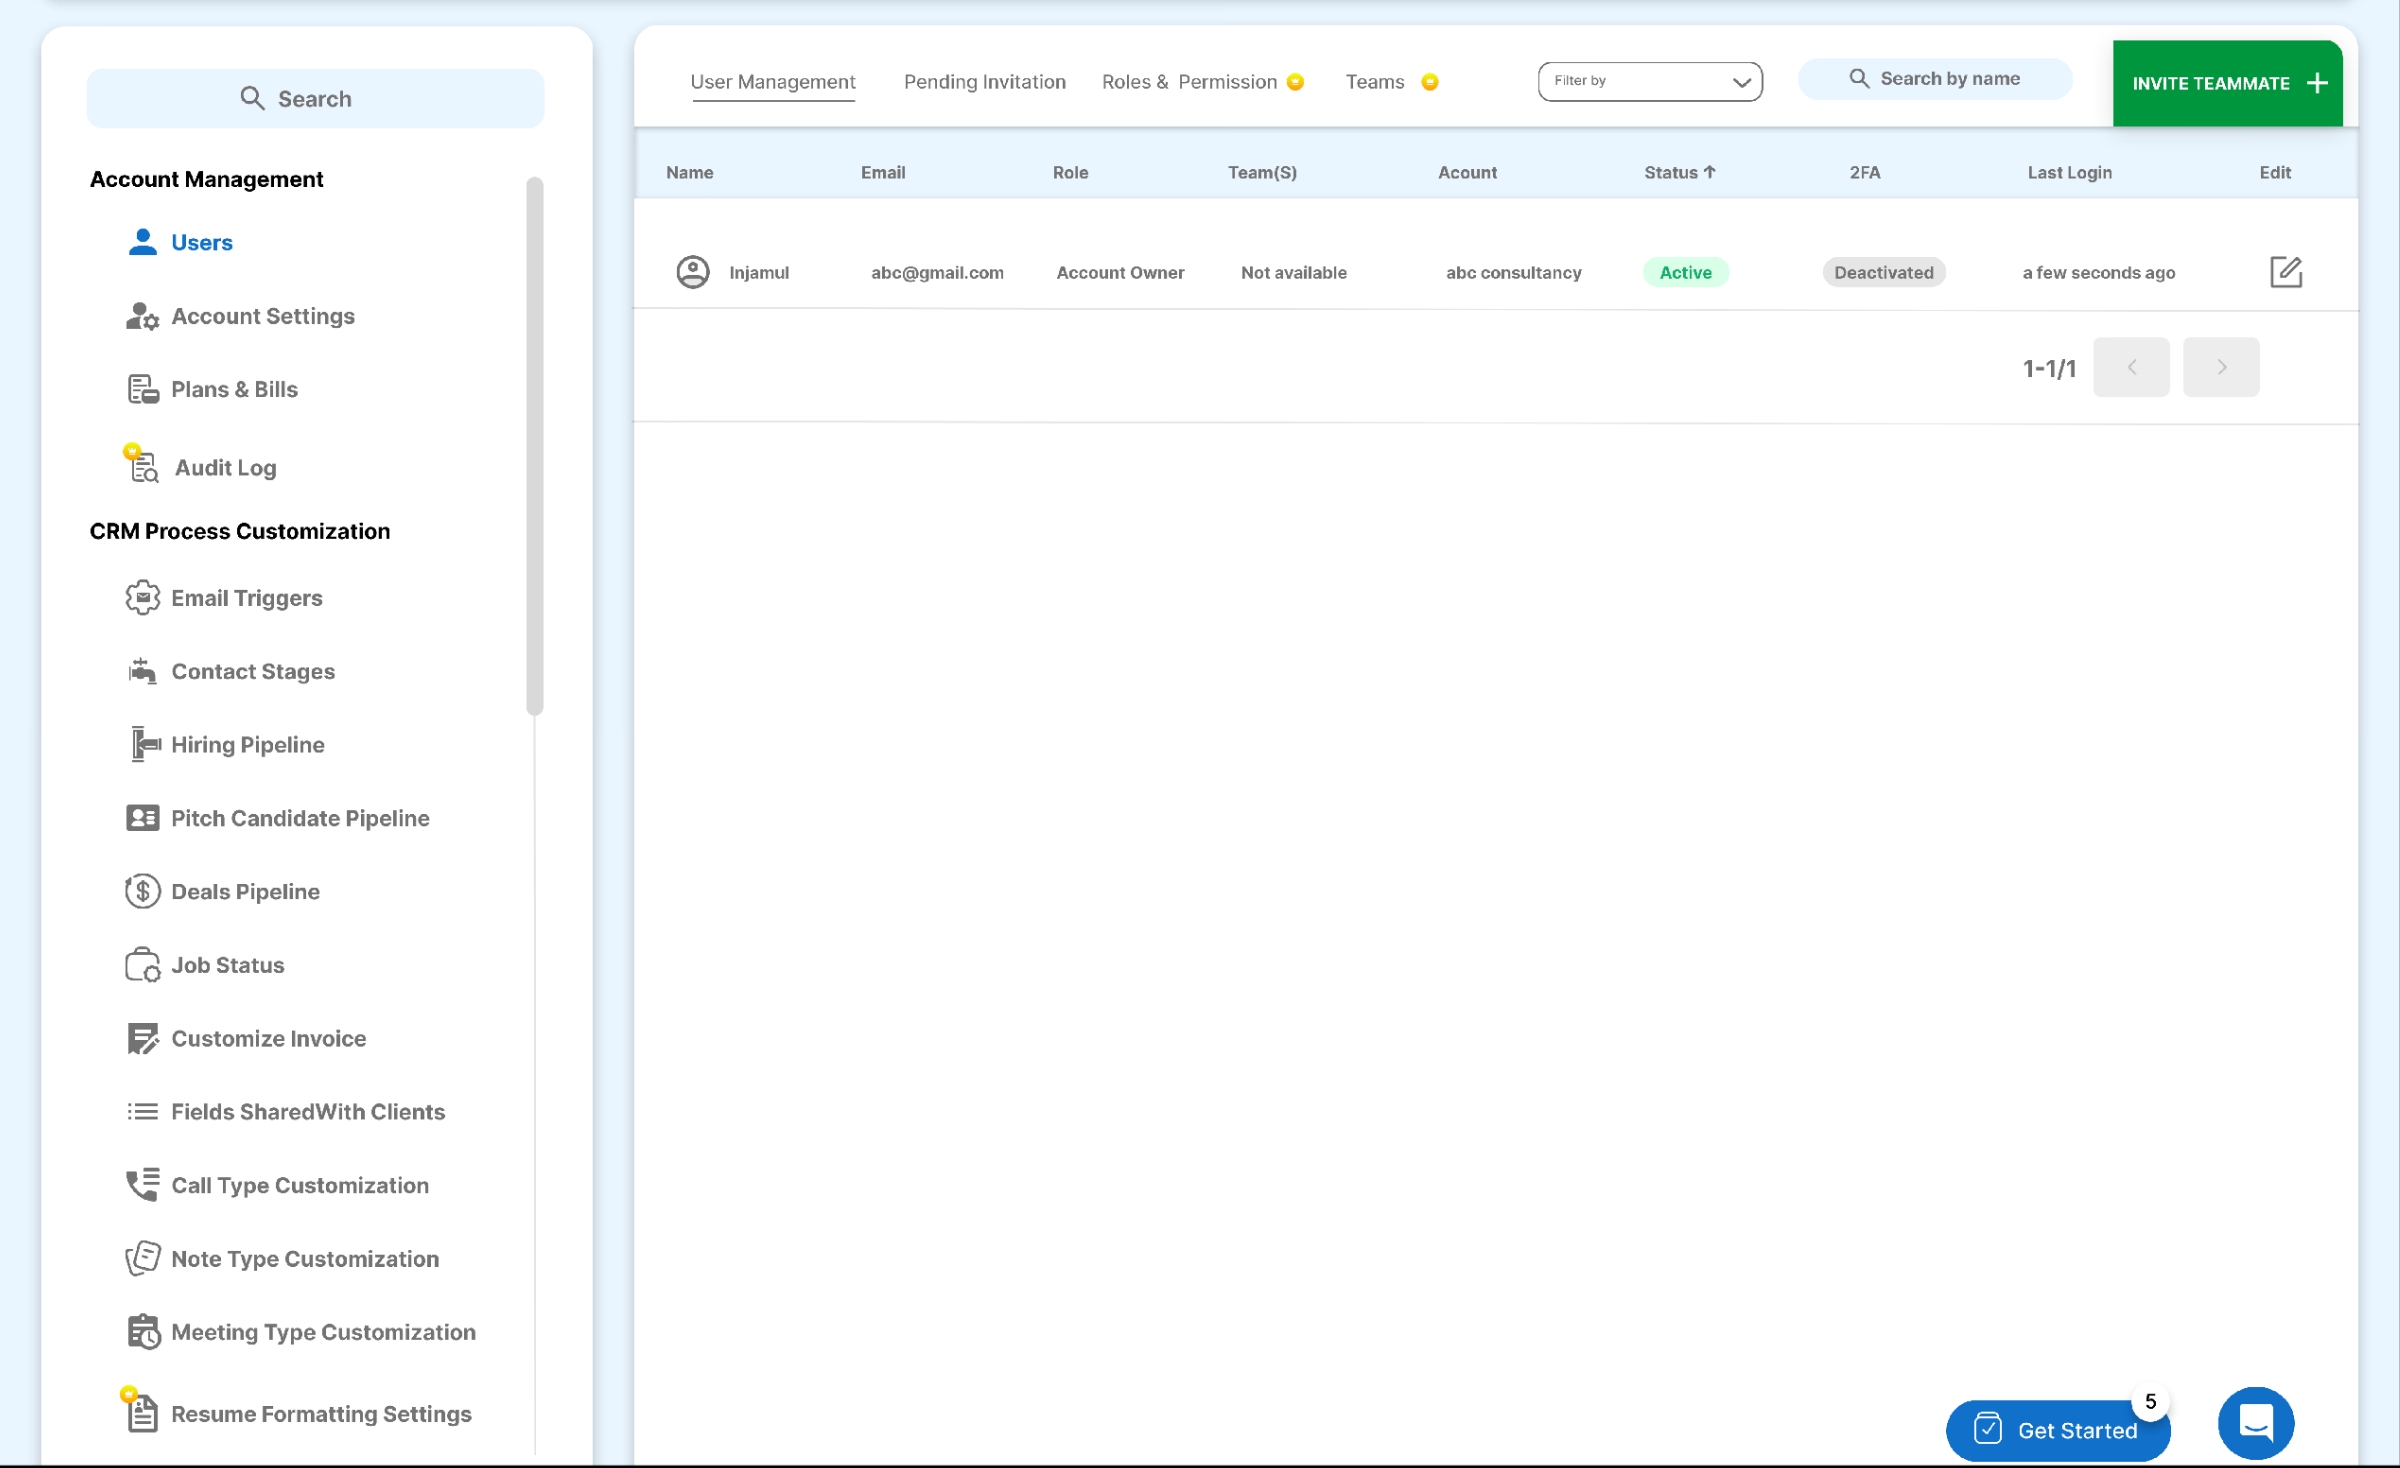 Search
Account Management
Users
Account Settings
Plans & Bills
Audit Log
CRM Process Customization
Email Triggers
Contact Stages
Hiring Pipeline
Pitch Candidate Pipeline
Deals Pipeline
Job Status
Customize Invoice
Fields SharedWith Clients
Call Type Customization
Note Type Customization
Meeting Type Customization
Resume Formatting Settings
User Management Pending Invitation Roles & Permission Teams Filter by Search by name INVITE TEAMMATE +
Name Email Role Team(S) Acount Status ↑ 2FA Last Login Edit
Injamul abc@gmail.com Account Owner Not available abc consultancy Active Deactivated a few seconds ago
1-1/1
5
Get Started